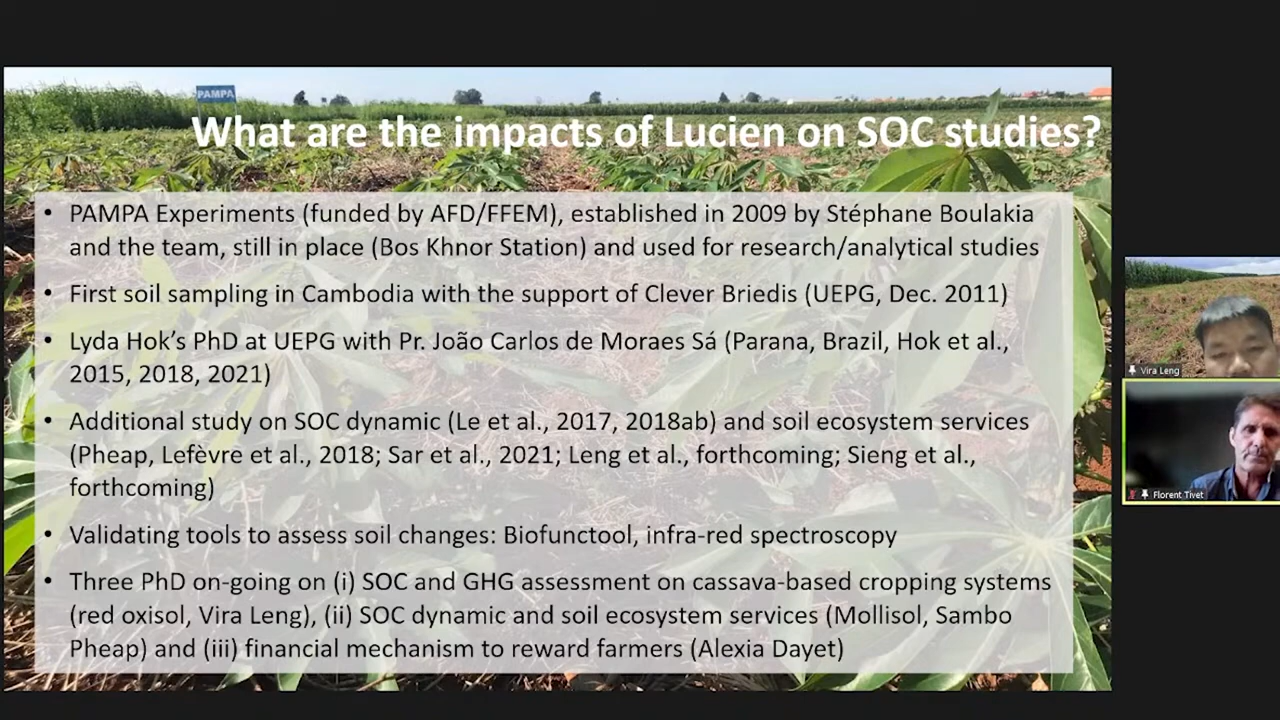 PAMPA
What are the impacts of Lucien on SOC studies?
• PAMPA Experiments (funded by AFD/FFEM), established in 2009 by Stéphane Boulakia
and the team, still in place (Bos Khnor Station) and used for research/analytical studies
• First soil sampling in Cambodia with the support of Clever Briedis (UEPG, Dec. 2011)
• Lyda Hok’s PhD at UEPG with Pr. João Carlos de Moraes Sá (Parana, Brazil, Hok et al.,
2015, 2018, 2021)
• Additional study on SOC dynamic (Le et al., 2017, 2018ab) and soil ecosystem services
(Pheap, Lefèvre et al., 2018; Sar et al., 2021; Leng et al., forthcoming; Sieng et al.,
forthcoming)
• Validating tools to assess soil changes: Biofunctool, infra-red spectroscopy
• Three PhD on-going on (i) SOC and GHG assessment on cassava-based cropping systems
(red oxisol, Vira Leng), (ii) SOC dynamic and soil ecosystem services (Mollisol, Sambo
Pheap) and (iii) financial mechanism to reward farmers (Alexia Dayet)
Vira Leng
Florent Tivet